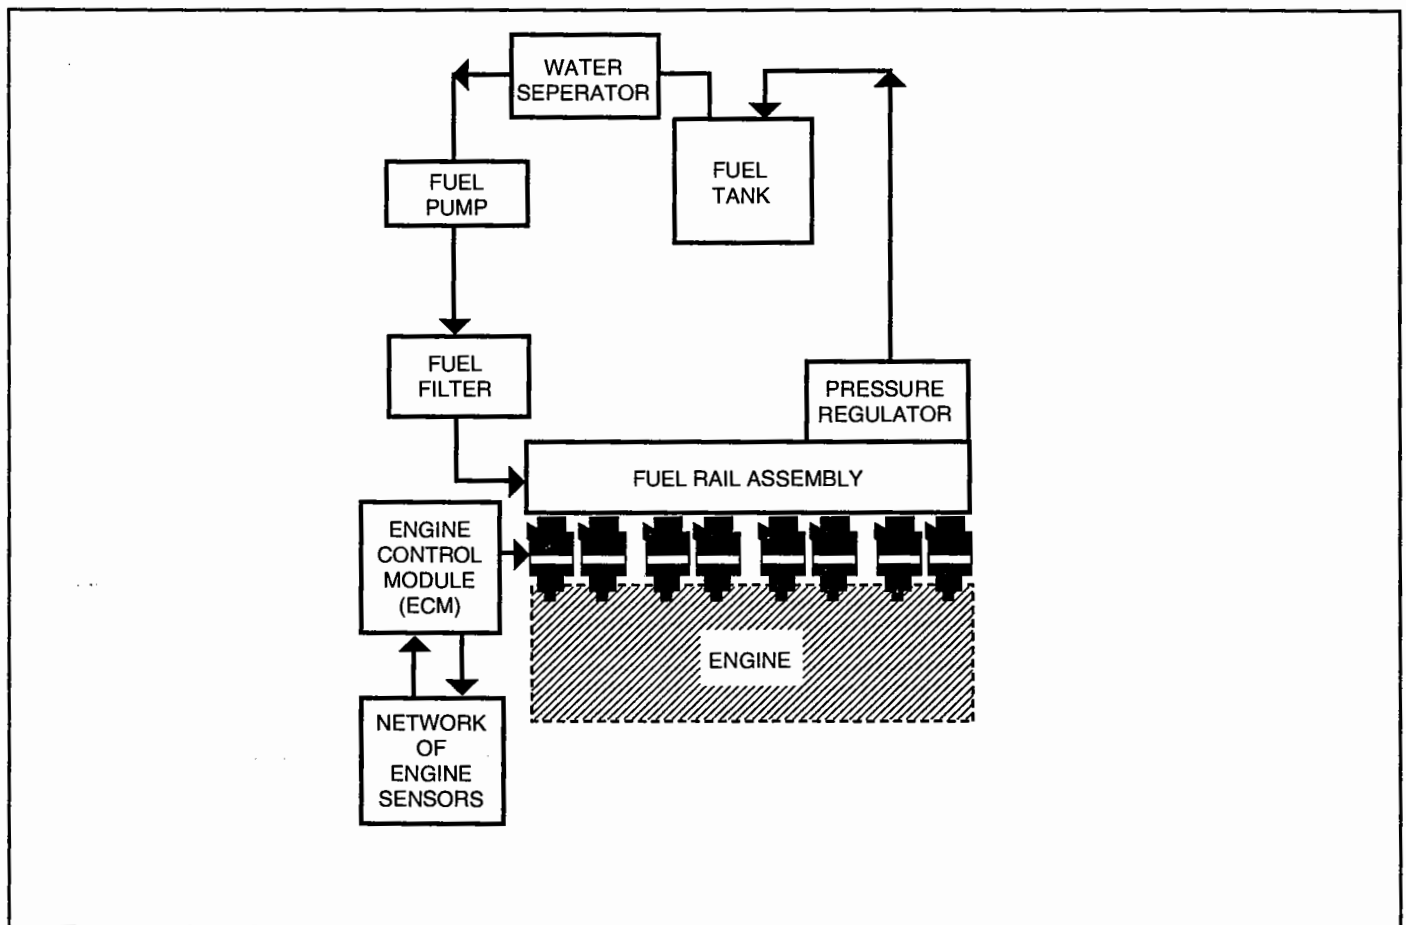 WATER
SEPERATOR
FUEL
TANK
FUEL
PUMP
FUEL
FILTER
PRESSURE
REGULATOR
FUEL RAIL ASSEMBLY
ENGINE
CONTROL
MODULE
(ECM)
ENGINE
NETWORK
OF
ENGINE
SENSORS